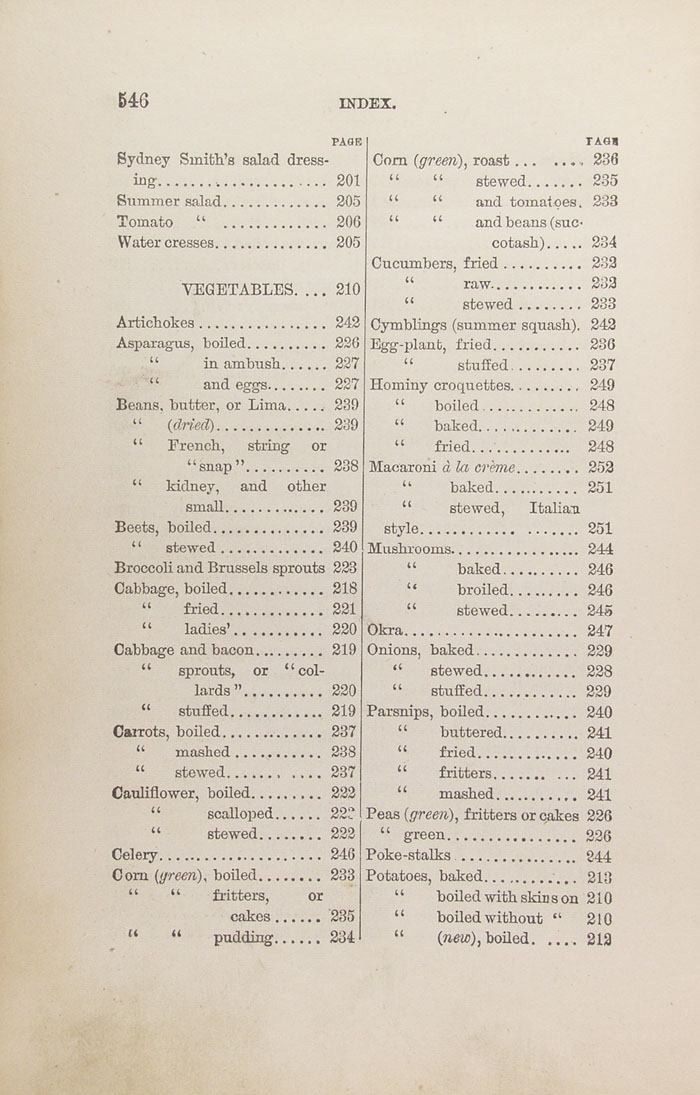 546
INDEX.
PAGE
Sydney Smith's salad dress-
ing..................... 201
Summer salad.............. 205
Tomato “ ............. 206
Water cresses.............. 205
VEGETABLES. ... 210
Artichokes ................ 242
Asparagus, boiled........... 226
“ in ambush...... 227
“ and eggs........ 227
Beans, butter, or Lima..... 239
“ (dried).............. 239
“ French, string or
“snap”.......... 238
“ kidney, and other
small............. 239
Beets, boiled.............. 239
“ stewed ............. 240
Broccoli and Brussels sprouts 223
Cabbage, boiled............ 218
“ fried............. 221
“ ladies'........... 220
Cabbage and bacon......... 219
“ sprouts, or “col-
lards”.......... 220
“ stuffed............ 219
Carrots, boiled............. 237
“ mashed ........... 238
“ stewed....... .... 237
Cauliflower, boiled......... 222
“ scalloped...... 222
“ stewed........ 222
Celery..................... 246
Corn (green), boiled........ 233
“ “ fritters, or
cakes ...... 235
“ “ pudding...... 234
PAGE
Corn (green), roast ... .... 236
“ “ stewed....... 235
“ “ and tomatoes. 233
“ “ and beans (suc-
cotash)..... 234
Cucumbers, fried .......... 233
“ raw............ 232
“ stewed ........ 233
Cymblings (summer squash). 242
Egg-plant, fried........... 236
“ stuffed......... 237
Hominy croquettes......... 249
“ boiled............. 248
“ baked............. 249
“ fried............. 248
Macaroni à la crème........ 252
“ baked........... 251
“ stewed, Italian
style............ ........ 251
Mushrooms................. 244
“ baked.......... 246
“ broiled......... 246
“ stewed......... 245
Okra....................... 247
Onions, baked............. 229
“ stewed............ 228
“ stuffed............ 229
Parsnips, boiled............ 240
“ buttered.......... 241
“ fried............. 240
“ fritters....... ... 241
“ mashed........... 241
Peas (green), fritters or cakes 226
“ green................. 226
Poke-stalks ............... 244
Potatoes, baked............ 213
“ boiled with skins on 210
“ boiled without “ 210
“ (new), boiled. .... 212